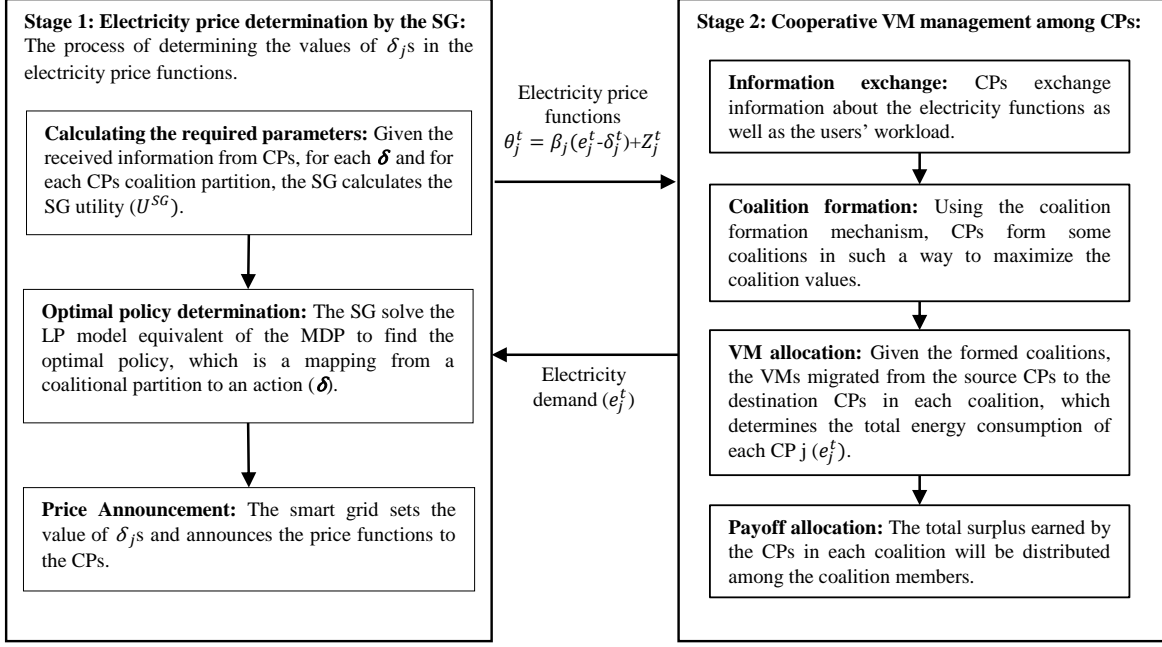 Stage 1: Electricity price determination by the SG:
The process of determining the values of δⱼs in the
electricity price functions.
Calculating the required parameters: Given the
received information from CPs, for each δ and for
each CPs coalition partition, the SG calculates the
SG utility (U^SG).
Optimal policy determination: The SG solve the
LP model equivalent of the MDP to find the
optimal policy, which is a mapping from a
coalitional partition to an action (δ).
Price Announcement: The smart grid sets the
value of δⱼs and announces the price functions to
the CPs.
Electricity price
functions
θ_j^t = β_j(e_j^t-δ_j^t)+Z_j^t
Electricity
demand (e_j^t)
Stage 2: Cooperative VM management among CPs:
Information exchange: CPs exchange
information about the electricity functions as
well as the users' workload.
Coalition formation: Using the coalition
formation mechanism, CPs form some
coalitions in such a way to maximize the
coalition values.
VM allocation: Given the formed coalitions,
the VMs migrated from the source CPs to the
destination CPs in each coalition, which
determines the total energy consumption of
each CP j (e_j^t).
Payoff allocation: The total surplus earned by
the CPs in each coalition will be distributed
among the coalition members.